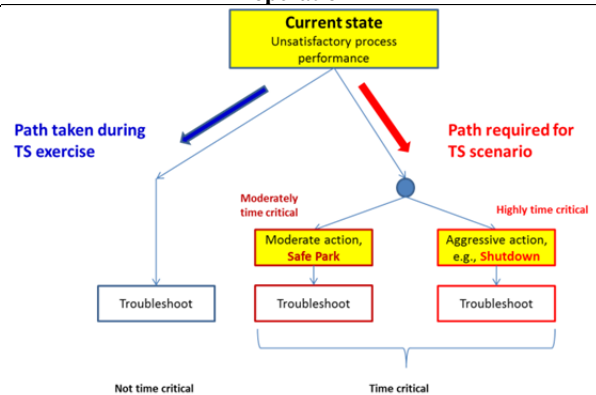 Current state
Unsatisfactory process
performance
Path taken during
TS exercise
Path required for
TS scenario
Moderately
time critical
Highly time critical
Moderate action,
Safe Park
Aggressive action,
e.g., Shutdown
Troubleshoot
Troubleshoot
Troubleshoot
Not time critical
Time critical